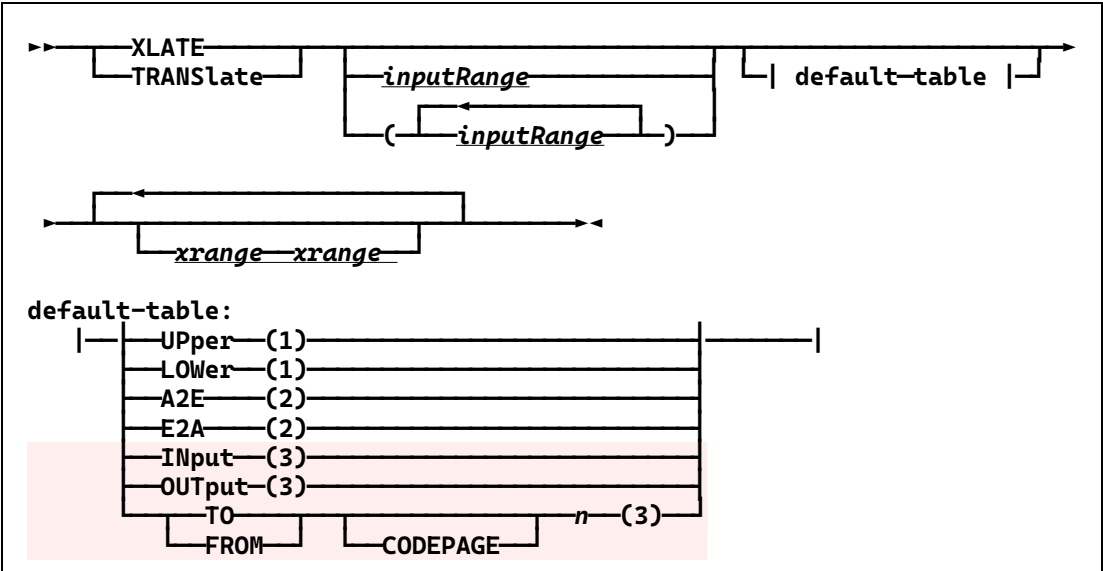 XLATE
TRANSlate inputRange default table
( inputRange )
xrange xrange
default-table:
UPper (1)
LOWer (1)
A2E (2)
E2A (2)
INput (3)
OUTput (3)
TO n (3)
FROM CODEPAGE